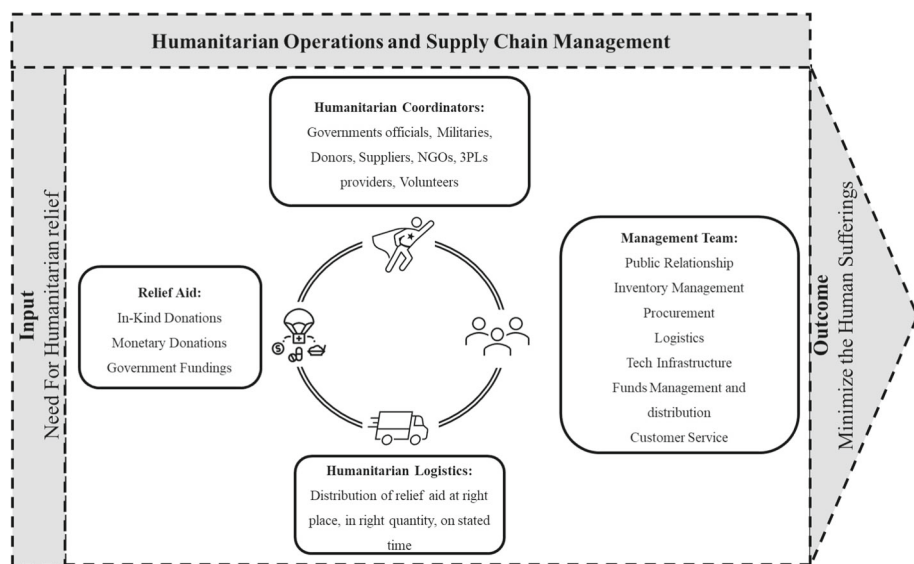 Humanitarian Operations and Supply Chain Management
Input
Need For Humanitarian relief
Humanitarian Coordinators:
Governments officials, Militaries,
Donors, Suppliers, NGOs, 3PLs
providers, Volunteers
Relief Aid:
In-Kind Donations
Monetary Donations
Government Fundings
Management Team:
Public Relationship
Inventory Management
Procurement
Logistics
Tech Infrastructure
Funds Management and
distribution
Customer Service
Humanitarian Logistics:
Distribution of relief aid at right
place, in right quantity, on stated
time
Outcome
Minimize the Human Sufferings